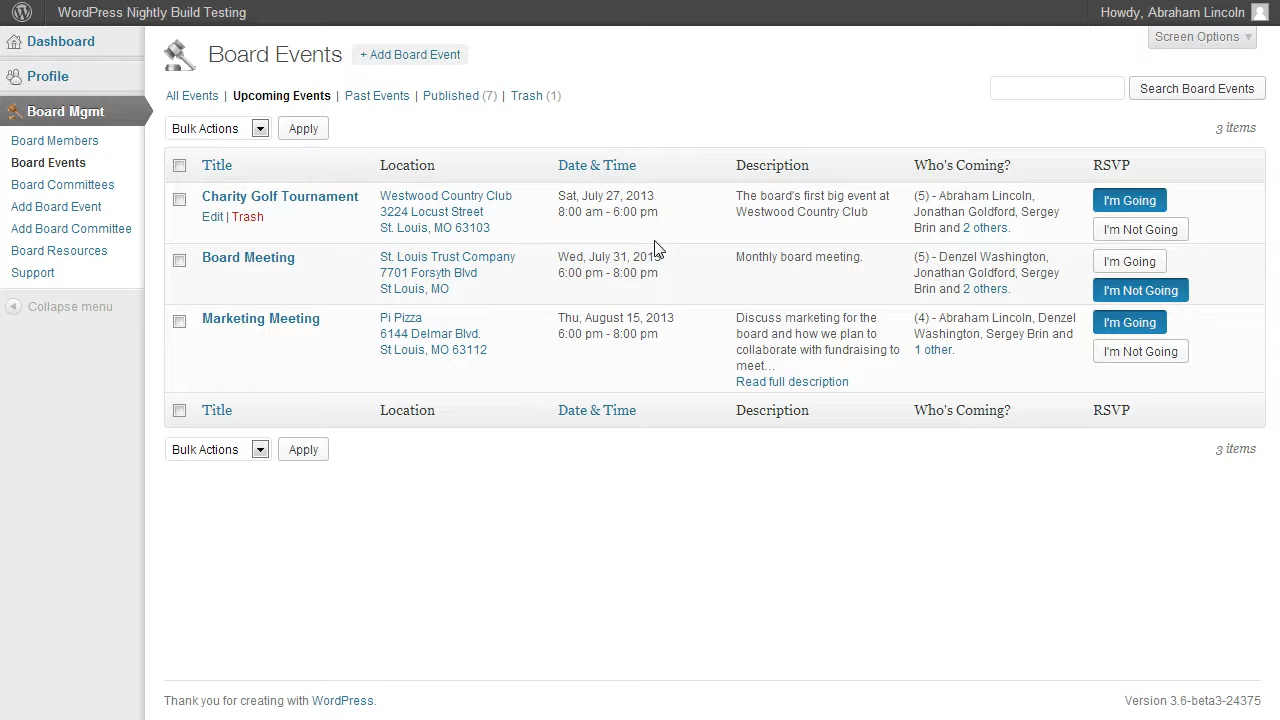 WordPress Nightly Build Testing
Howdy, Abraham Lincoln
Screen Options
Dashboard
Profile
Board Mgmt
Board Members
Board Events
Board Committees
Add Board Event
Add Board Committee
Board Resources
Support
Collapse menu
Board Events
+ Add Board Event
All Events | Upcoming Events | Past Events | Published (7) | Trash (1)
Search Board Events
Bulk Actions
Apply
3 items
Title Location Date & Time Description Who's Coming? RSVP
Charity Golf Tournament
Edit | Trash
Westwood Country Club
3224 Locust Street
St. Louis, MO 63103
Sat, July 27, 2013
8:00 am - 6:00 pm
The board's first big event at
Westwood Country Club
(5) - Abraham Lincoln,
Jonathan Goldford, Sergey
Brin and 2 others.
I'm Going
I'm Not Going
Board Meeting
St. Louis Trust Company
7701 Forsyth Blvd
St Louis, MO
Wed, July 31, 2013
6:00 pm - 8:00 pm
Monthly board meeting.
(5) - Denzel Washington,
Jonathan Goldford, Sergey
Brin and 2 others.
I'm Going
I'm Not Going
Marketing Meeting
Pi Pizza
6144 Delmar Blvd.
St Louis, MO 63112
Thu, August 15, 2013
6:00 pm - 8:00 pm
Discuss marketing for the
board and how we plan to
collaborate with fundraising to
meet...
Read full description
(4) - Abraham Lincoln, Denzel
Washington, Sergey Brin and
1 other.
I'm Going
I'm Not Going
Title Location Date & Time Description Who's Coming? RSVP
Bulk Actions
Apply
3 items
Thank you for creating with WordPress.
Version 3.6-beta3-24375